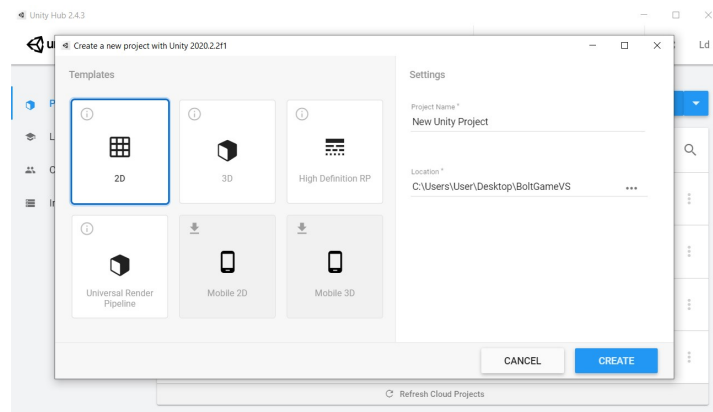 Unity Hub 2.4.3
Create a new project with Unity 2020.2.2f1
Ld
Templates
2D
3D
High Definition RP
Universal Render
Pipeline
Mobile 2D
Mobile 3D
Settings
Project Name *
New Unity Project
Location *
C:\Users\User\Desktop\BoltGameVS
CANCEL
CREATE
Refresh Cloud Projects